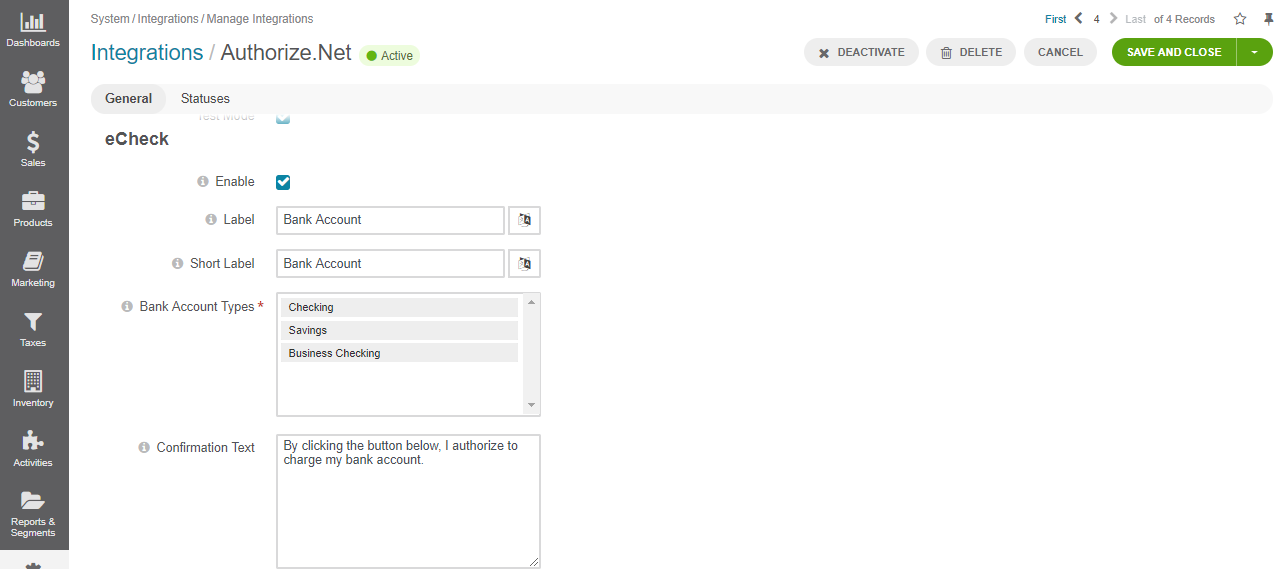 System / Integrations / Manage Integrations
First 4 Last of 4 Records
Integrations / Authorize.Net Active
DEACTIVATE DELETE CANCEL SAVE AND CLOSE
General Statuses
Test Mode
eCheck
Enable
Label Bank Account
Short Label Bank Account
Bank Account Types *
Checking
Savings
Business Checking
Confirmation Text
By clicking the button below, I authorize to
charge my bank account.
Dashboards
Customers
Sales
Products
Marketing
Taxes
Inventory
Activities
Reports &
Segments